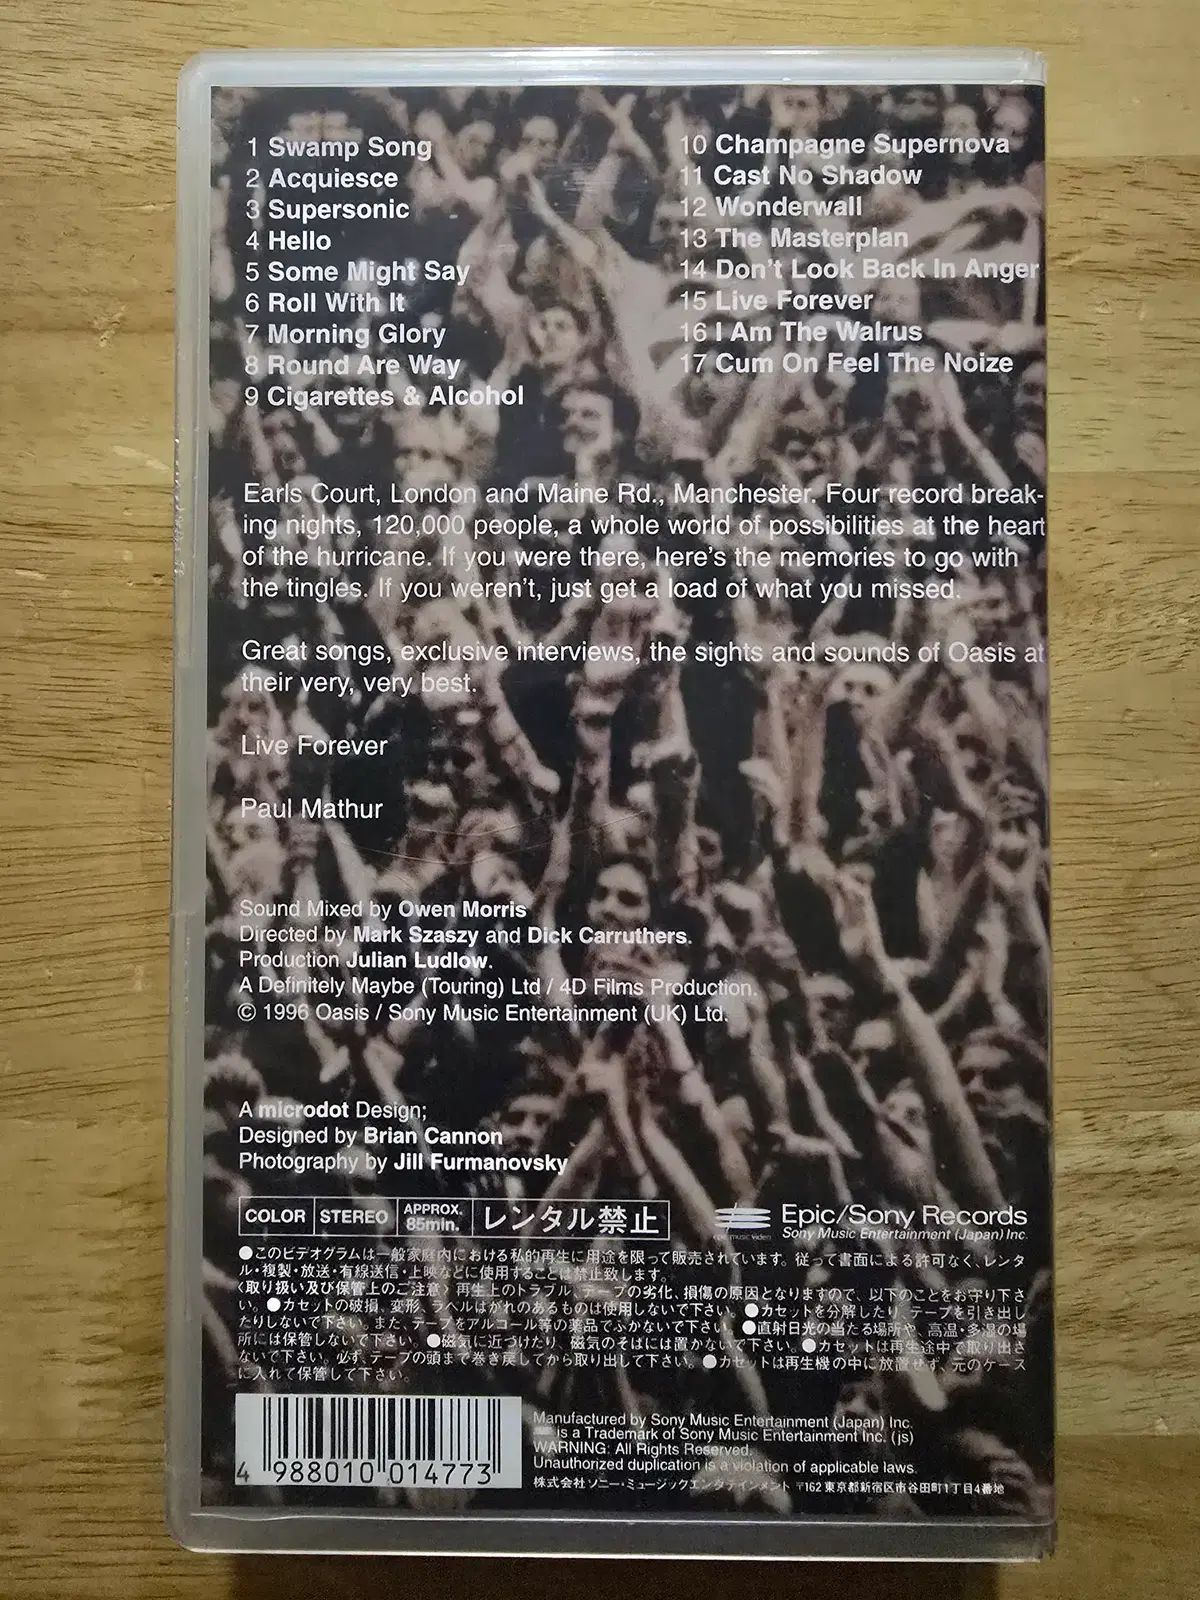 1 Swamp Song
2 Acquiesce
3 Supersonic
4 Hello
5 Some Might Say
6 Roll With It
7 Morning Glory
8 Round Are Way
9 Cigarettes & Alcohol
10 Champagne Supernova
11 Cast No Shadow
12 Wonderwall
13 The Masterplan
14 Don't Look Back In Anger
15 Live Forever
16 I Am The Walrus
17 Cum On Feel The Noize
Earls Court, London and Maine Rd., Manchester. Four record break-
ing nights, 120,000 people, a whole world of possibilities at the heart
of the hurricane. If you were there, here's the memories to go with
the tingles. If you weren't, just get a load of what you missed.
Great songs, exclusive interviews, the sights and sounds of Oasis at
their very, very best.
Live Forever
Paul Mathur
Sound Mixed by Owen Morris
Directed by Mark Szaszy and Dick Carruthers.
Production Julian Ludlow.
A Definitely Maybe (Touring) Ltd / 4D Films Production.
© 1996 Oasis / Sony Music Entertainment (UK) Ltd.
A microdot Design;
Designed by Brian Cannon
Photography by Jill Furmanovsky
COLOR STEREO APPROX. 85min. レンタル禁止
epic music video
Epic/Sony Records
Sony Music Entertainment (Japan) Inc.
●このビデオグラムは一般家庭内における私的再生に用途を限って販売されています。従って書面による許可なく、レンタ
ル・複製・放送・有線送信・上映などに使用することは禁止致します。
〈取り扱い及び保管上のご注意〉再生上のトラブル、テープの劣化、損傷の原因となりますので、以下のことをお守り下さ
い。●カセットの破損、変形、ラベルはがれのあるものは使用しないで下さい。●カセットを分解したり、テープを引き出し
たりしないで下さい。また、テープをアルコール等の薬品でふかないで下さい。●直射日光の当たる場所や、高温・多湿の場
所には保管しないで下さい。●磁気に近づけたり、磁気のそばには置かないで下さい。●カセットは再生途中で取り出さ
ないで下さい。必ず、テープの頭まで巻き戻してから取り出して下さい。●カセットは再生機の中に放置せず、元のケース
に入れて保管して下さい。
4 988010 014773
Manufactured by Sony Music Entertainment (Japan) Inc.
is a Trademark of Sony Music Entertainment Inc. (js)
WARNING: All Rights Reserved.
Unauthorized duplication is a violation of applicable laws.
株式会社ソニー・ミュージックエンタテインメント 〒162 東京都新宿区市谷田町1丁目4番地